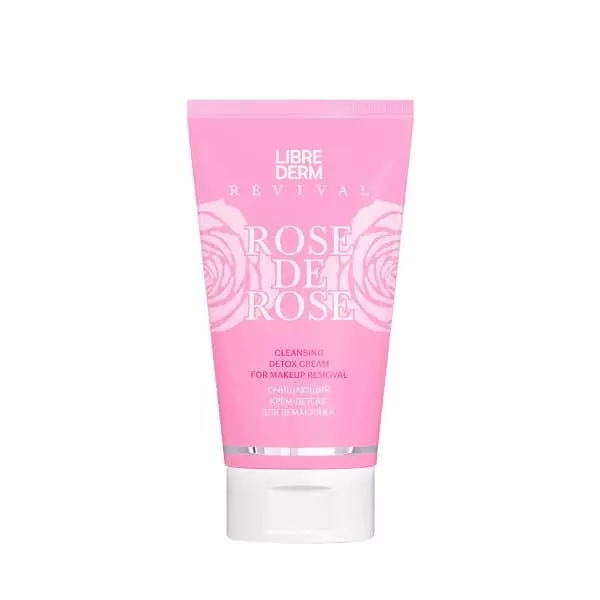 LIBRE
DERM
REVIVAL
ROSE
DE
ROSE
CLEANSING
DETOX CREAM
FOR MAKEUP REMOVAL
ОЧИЩАЮЩИЙ
КРЕМ-ДЕТОКС
ДЛЯ ДЕМАКИЯЖА